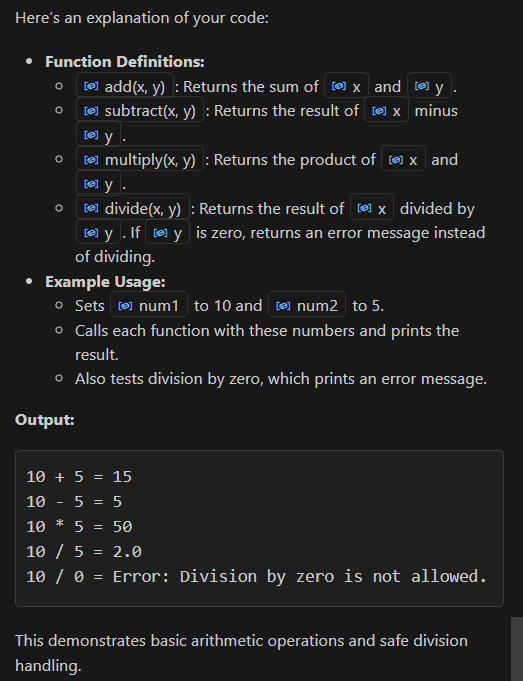 Here's an explanation of your code:
Function Definitions:
add(x, y) : Returns the sum of x and y .
subtract(x, y) : Returns the result of x minus
y .
multiply(x, y) : Returns the product of x and
y .
divide(x, y) : Returns the result of x divided by
y . If y is zero, returns an error message instead
of dividing.
Example Usage:
Sets num1 to 10 and num2 to 5.
Calls each function with these numbers and prints the
result.
Also tests division by zero, which prints an error message.
Output:
10 + 5 = 15
10 - 5 = 5
10 * 5 = 50
10 / 5 = 2.0
10 / 0 = Error: Division by zero is not allowed.
This demonstrates basic arithmetic operations and safe division
handling.